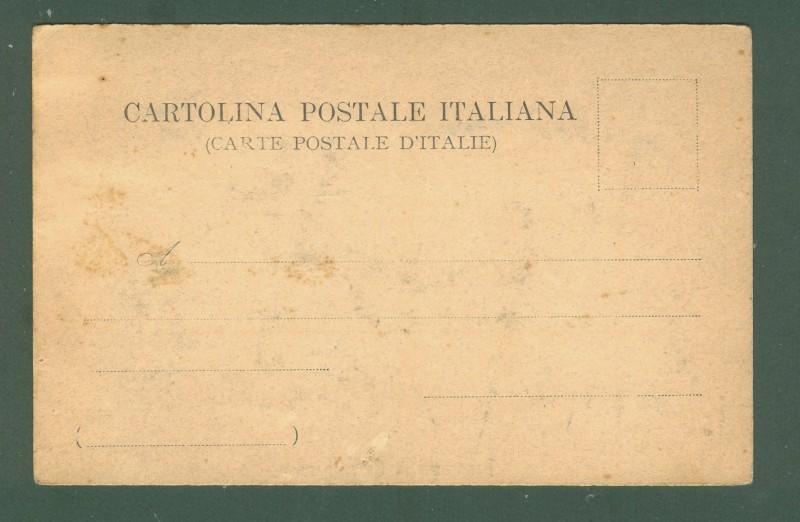 CARTOLINA POSTALE ITALIANA
(CARTE POSTALE D'ITALIE)
A
( )